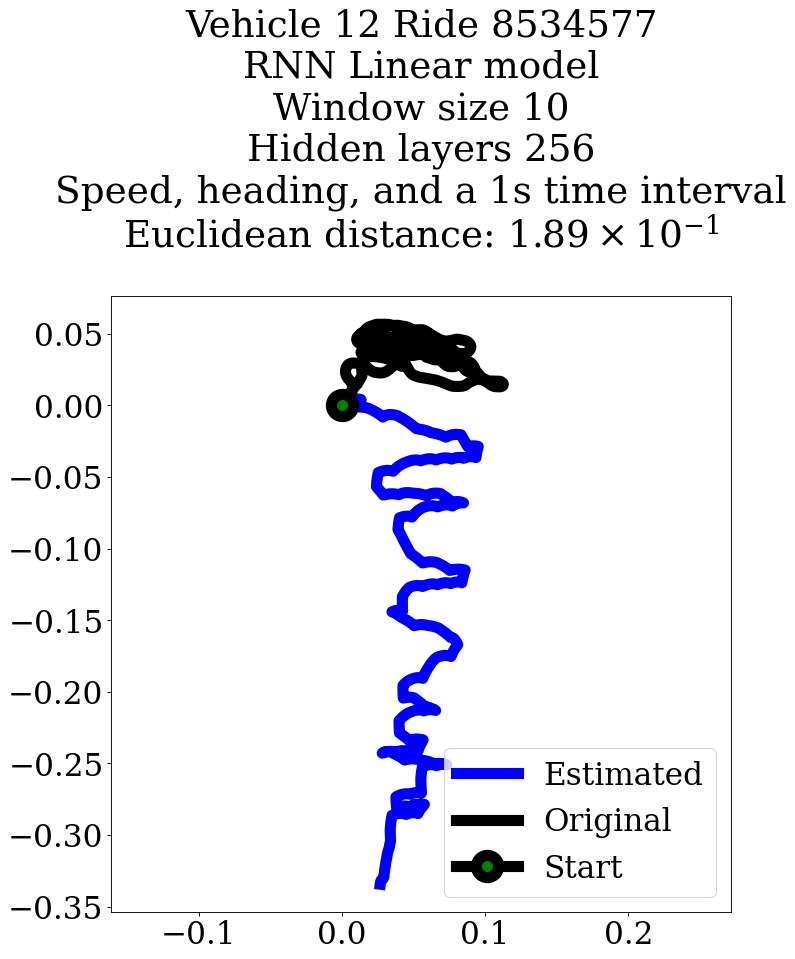 Vehicle 12 Ride 8534577
RNN Linear model
Window size 10
Hidden layers 256
Speed, heading, and a 1s time interval
Euclidean distance: 1.89 × 10⁻¹
0.05
0.00
−0.05
−0.10
−0.15
−0.20
−0.25
−0.30
−0.35
Estimated
Original
Start
−0.1
0.0
0.1
0.2